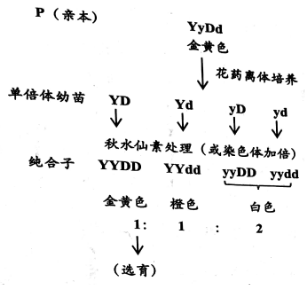 P（亲本）
YyDd
金黄色
花药离体培养
单倍体幼苗 YD Yd yD yd
秋水仙素处理（或染色体加倍）
纯合子 YYDD YYdd yyDD yydd
金黄色 橙色 白色
1: 1 : 2
（选育）